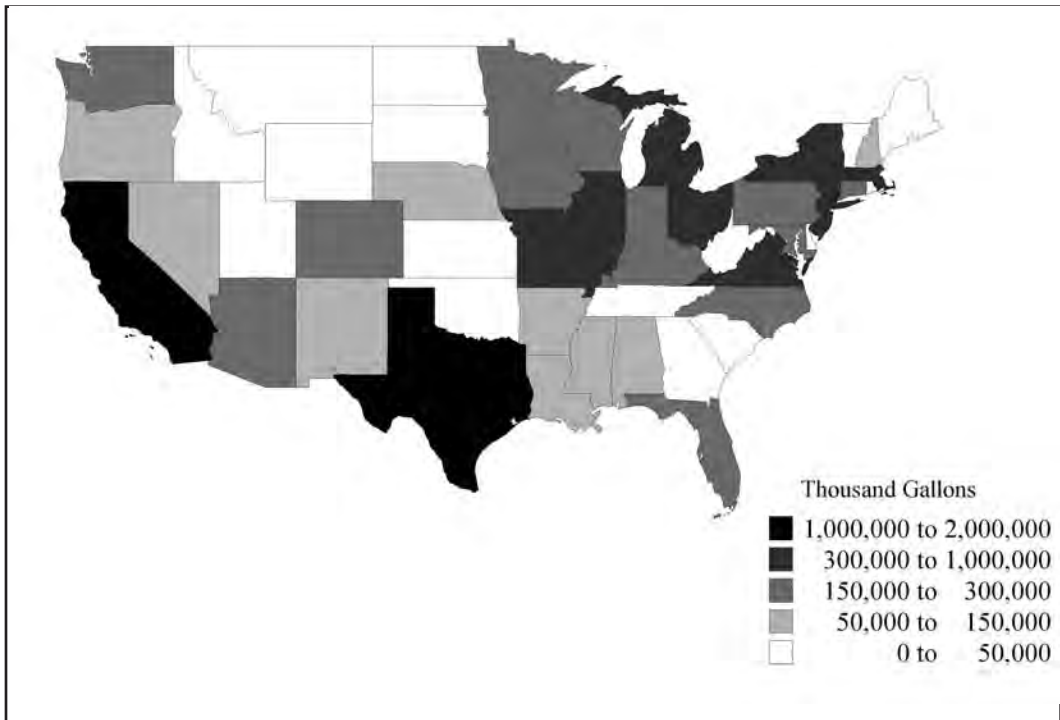 Thousand Gallons
1,000,000 to 2,000,000
300,000 to 1,000,000
150,000 to 300,000
50,000 to 150,000
0 to 50,000